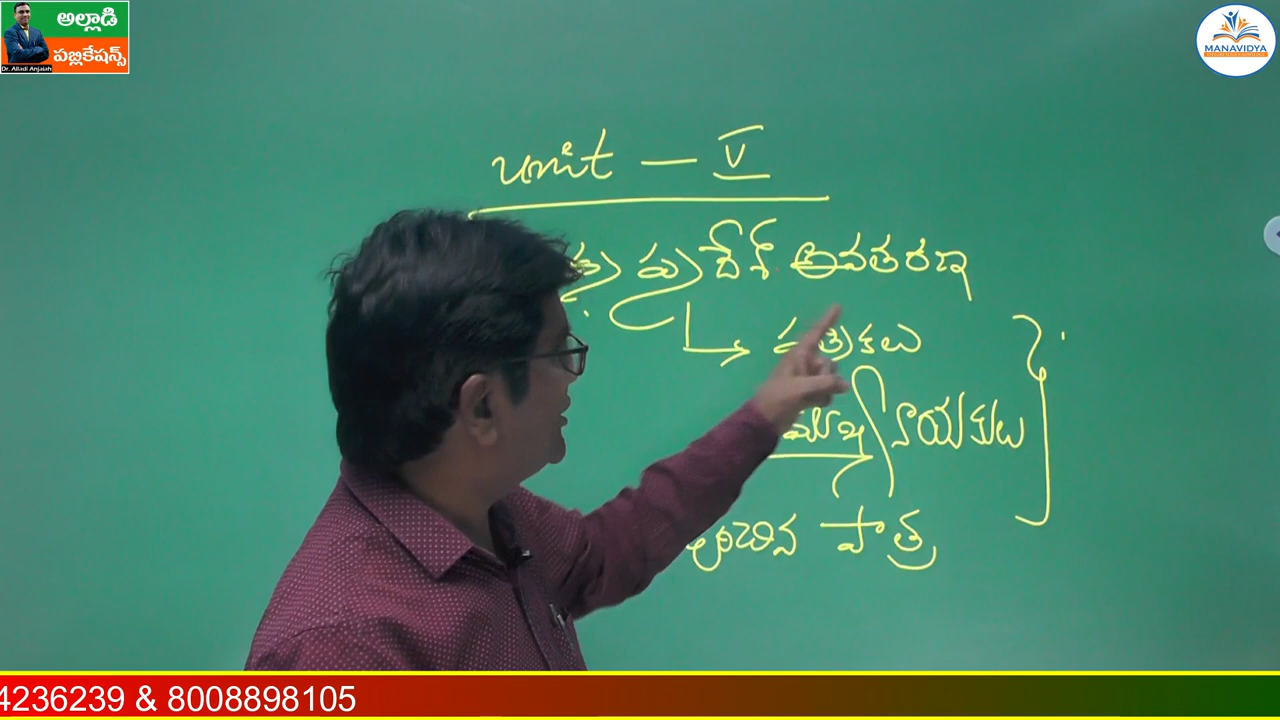 అల్లాడి
పబ్లికేషన్స్
Dr. Alladi Anjaiah
MANAVIDYA
unit - V
ప్రదేశ్ అవతరణ
పత్రికలు
ముఖ్య నాయకులు
పోషించిన పాత్ర
4236239 & 8008898105